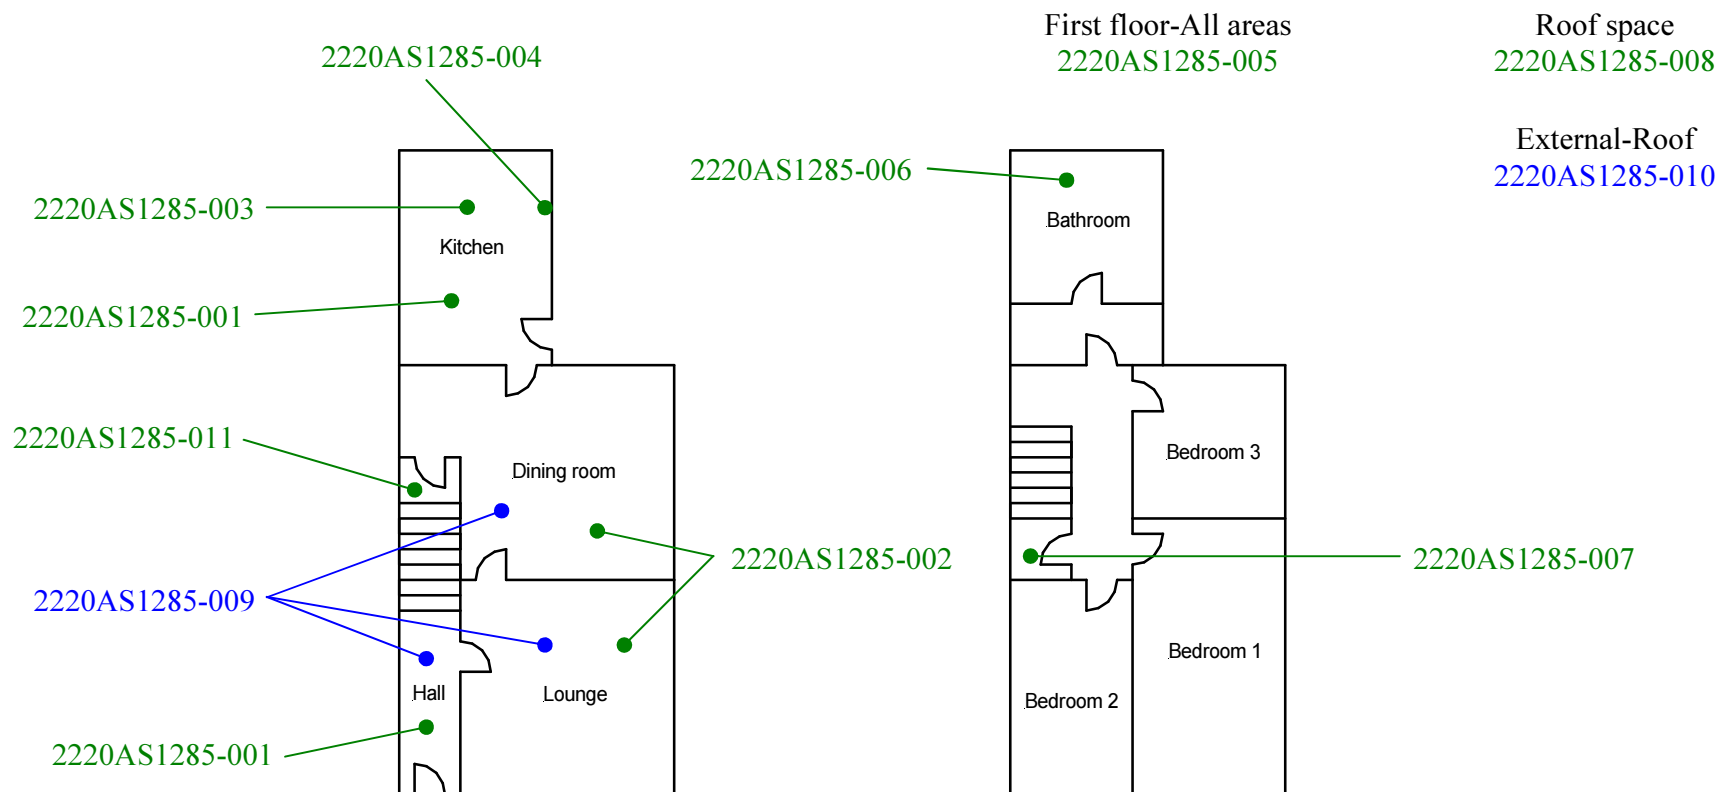 First floor-All areas
2220AS1285-005
Roof space
2220AS1285-008
External-Roof
2220AS1285-010
2220AS1285-004
2220AS1285-003
Kitchen
2220AS1285-001
2220AS1285-011
Dining room
2220AS1285-009
2220AS1285-002
Hall
Lounge
2220AS1285-001
2220AS1285-006
Bathroom
Bedroom 3
2220AS1285-007
Bedroom 1
Bedroom 2